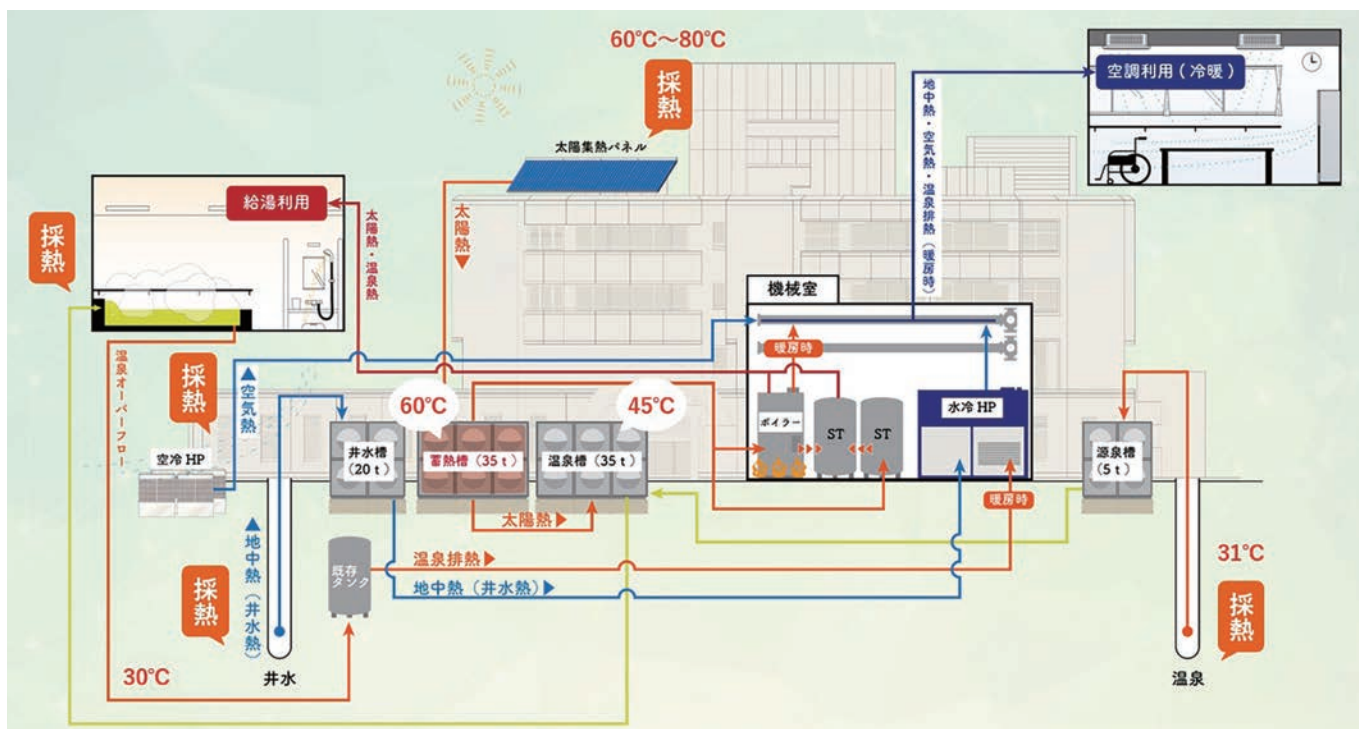 60℃～80℃
採熱
太陽集熱パネル
空調利用(冷暖)
地中熱・空気熱・温泉排熱(暖房時)
給湯利用
採熱
太陽熱・温泉熱
太陽熱▼
機械室
暖房時
温泉オーバーフロー
採熱
▲空気熱
60℃
45℃
空冷HP
井水槽
(20t)
蓄熱槽(35t)
温泉槽(35t)
ボイラー
ST
ST
水冷HP
源泉槽
(5t)
暖房時
太陽熱▶
▲地中熱(井水熱)
既存
タンク
温泉排熱▶
地中熱(井水熱)▶
採熱
31℃
採熱
30℃
井水
温泉